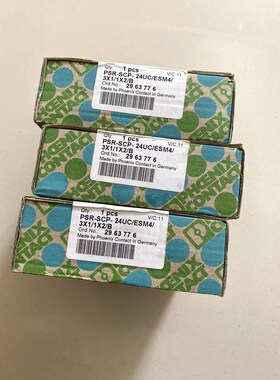 Qty. 1 pcs V/C:11
PSR-SCP- 24UC/ESM4/
3X1/1X2/B
Ord.No.: 29 63 77 6
Made by Phoenix Contact in Germany
Qty. 1 pcs V/C:11
PSR-SCP- 24UC/ESM4/
3X1/1X2/B
Ord.No.: 29 63 77 6
Made by Phoenix Contact in Germany
Qty. 1 pcs V/C:11
PSR-SCP- 24UC/ESM4/
3X1/1X2/B
Ord.No.: 29 63 77 6
Made by Phoenix Contact in Germany